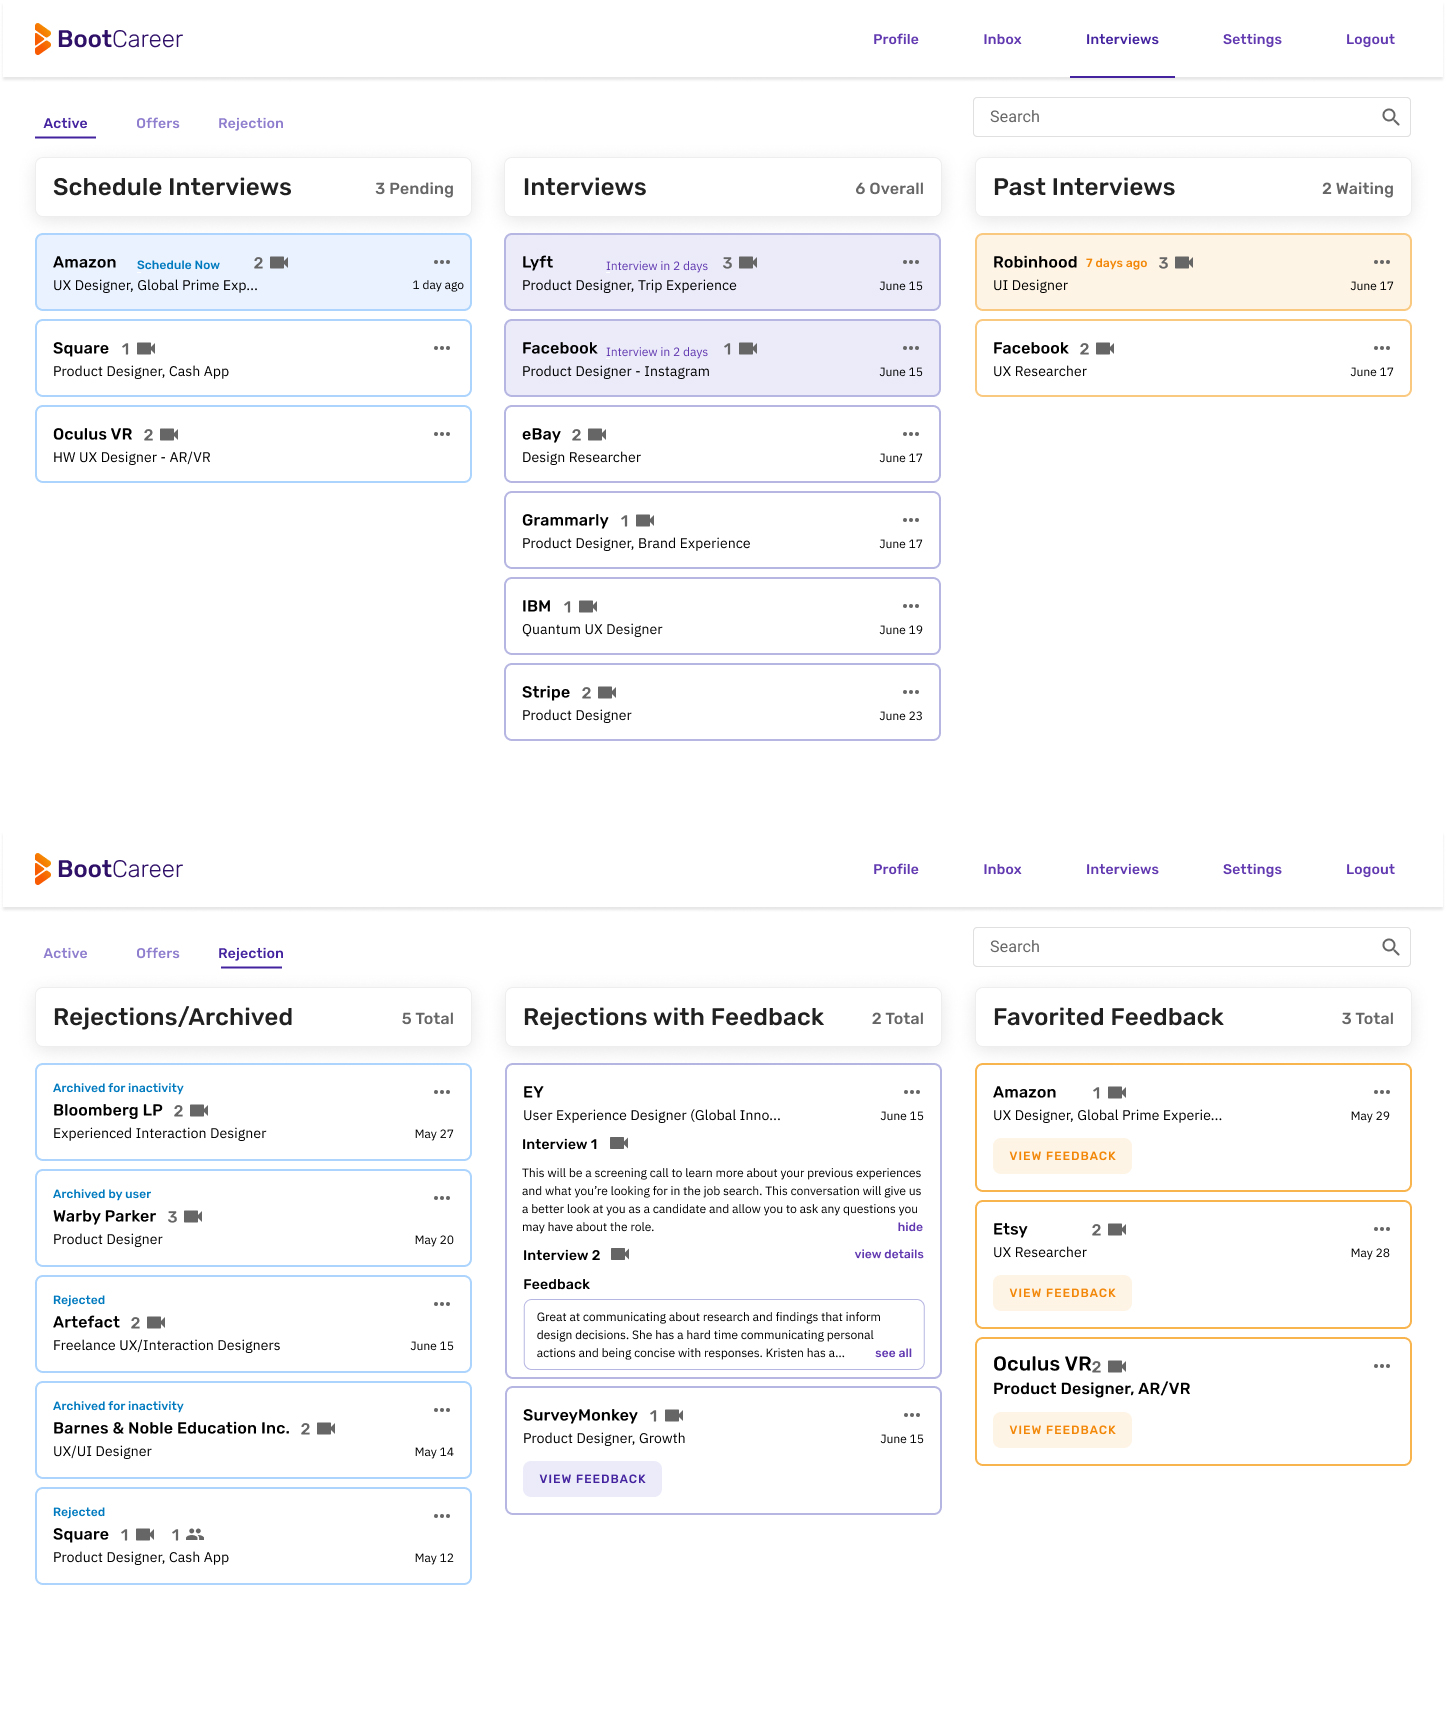 BootCareer
Profile Inbox Interviews Settings Logout
Active Offers Rejection
Search
Schedule Interviews 3 Pending
Amazon Schedule Now 2
UX Designer, Global Prime Exp... 1 day ago
Square 1
Product Designer, Cash App
Oculus VR 2
HW UX Designer - AR/VR
Interviews 6 Overall
Lyft Interview in 2 days 3
Product Designer, Trip Experience June 15
Facebook Interview in 2 days 1
Product Designer - Instagram June 15
eBay 2
Design Researcher June 17
Grammarly 1
Product Designer, Brand Experience June 17
IBM 1
Quantum UX Designer June 19
Stripe 2
Product Designer June 23
Past Interviews 2 Waiting
Robinhood 7 days ago 3
UI Designer June 17
Facebook 2
UX Researcher June 17
BootCareer
Profile Inbox Interviews Settings Logout
Active Offers Rejection
Search
Rejections/Archived 5 Total
Archived for inactivity
Bloomberg LP 2
Experienced Interaction Designer May 27
Archived by user
Warby Parker 3
Product Designer May 20
Rejected
Artefact 2
Freelance UX/Interaction Designers June 15
Archived for inactivity
Barnes & Noble Education Inc. 2
UX/UI Designer May 14
Rejected
Square 1 1
Product Designer, Cash App May 12
Rejections with Feedback 2 Total
EY
User Experience Designer (Global Inno... June 15
Interview 1
This will be a screening call to learn more about your previous experiences
and what you’re looking for in the job search. This conversation will give us
a better look at you as a candidate and allow you to ask any questions you
may have about the role. hide
Interview 2 view details
Feedback
Great at communicating about research and findings that inform
design decisions. She has a hard time communicating personal
actions and being concise with responses. Kristen has a... see all
SurveyMonkey 1
Product Designer, Growth June 15
VIEW FEEDBACK
Favorited Feedback 3 Total
Amazon 1
UX Designer, Global Prime Experie... May 29
VIEW FEEDBACK
Etsy 2
UX Researcher May 28
VIEW FEEDBACK
Oculus VR 2
Product Designer, AR/VR
VIEW FEEDBACK